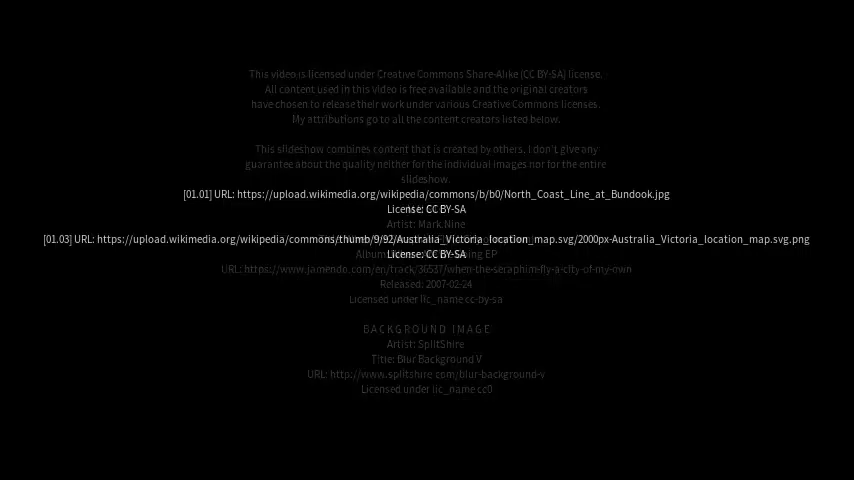 This video is licensed under Creative Commons Share-Alike (CC BY-SA) license.
All content used in this video is free available and the original creators
have chosen to release their work under various Creative Commons licenses.
My attributions go to all the content creators listed below.
This slideshow combines content that is created by others, I don't give any
guarantee about the quality neither for the individual images nor for the entire
slideshow.
[01.01] URL: https://upload.wikimedia.org/wikipedia/commons/b/b0/North_Coast_Line_at_Bundook.jpg
License: CC BY-SA
Artist: Mark.Nine
[01.03] URL: https://upload.wikimedia.org/wikipedia/commons/thumb/9/92/Australia_Victoria_location_map.svg/2000px-Australia_Victoria_location_map.svg.png
License: CC BY-SA
Album: EP
URL: https://www.jamendo.com/en/track/36537/when-the-seraphim-fly-a-city-of-my-own
Released: 2007-02-24
Licensed under lic_name cc-by-sa
BACKGROUND IMAGE
Artist: SplitShire
Title: Blur Background V
URL: http://www.splitshire.com/blur-background-v
Licensed under lic_name cc0